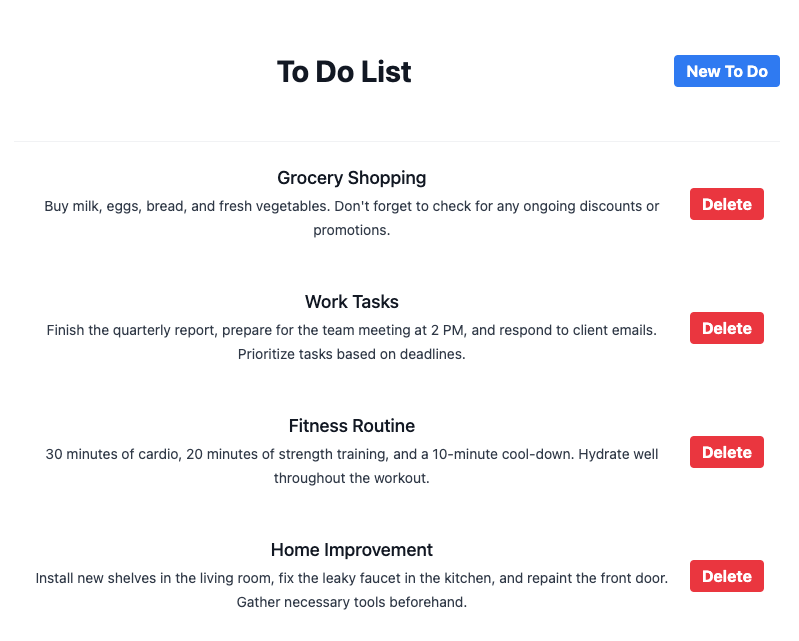 To Do List
New To Do
Grocery Shopping
Buy milk, eggs, bread, and fresh vegetables. Don't forget to check for any ongoing discounts or
promotions.
Delete
Work Tasks
Finish the quarterly report, prepare for the team meeting at 2 PM, and respond to client emails.
Prioritize tasks based on deadlines.
Delete
Fitness Routine
30 minutes of cardio, 20 minutes of strength training, and a 10-minute cool-down. Hydrate well
throughout the workout.
Delete
Home Improvement
Install new shelves in the living room, fix the leaky faucet in the kitchen, and repaint the front door.
Gather necessary tools beforehand.
Delete